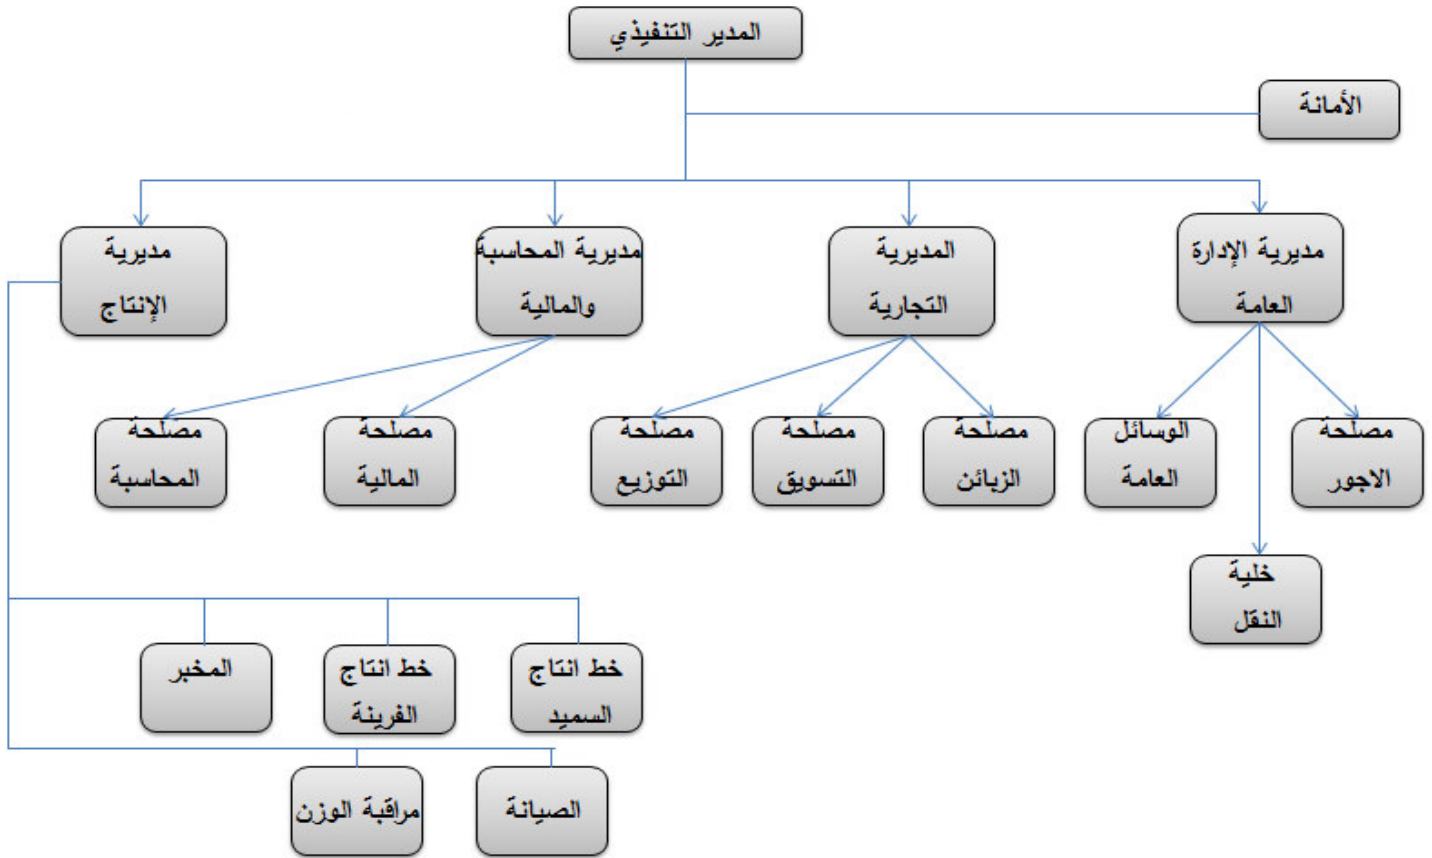 المدير التنفيذي
الأمانة
مديرية الإدارة
العامة
المديرية
التجارية
مديرية المحاسبة
والمالية
مديرية
الإنتاج
مصلحة
الاجور
الوسائل
العامة
مصلحة
الزبائن
مصلحة
التسويق
مصلحة
التوزيع
مصلحة
المالية
مصلحة
المحاسبة
خلية
النقل
خط انتاج
السميد
خط انتاج
الفرينة
المخبر
الصيانة
مراقبة الوزن